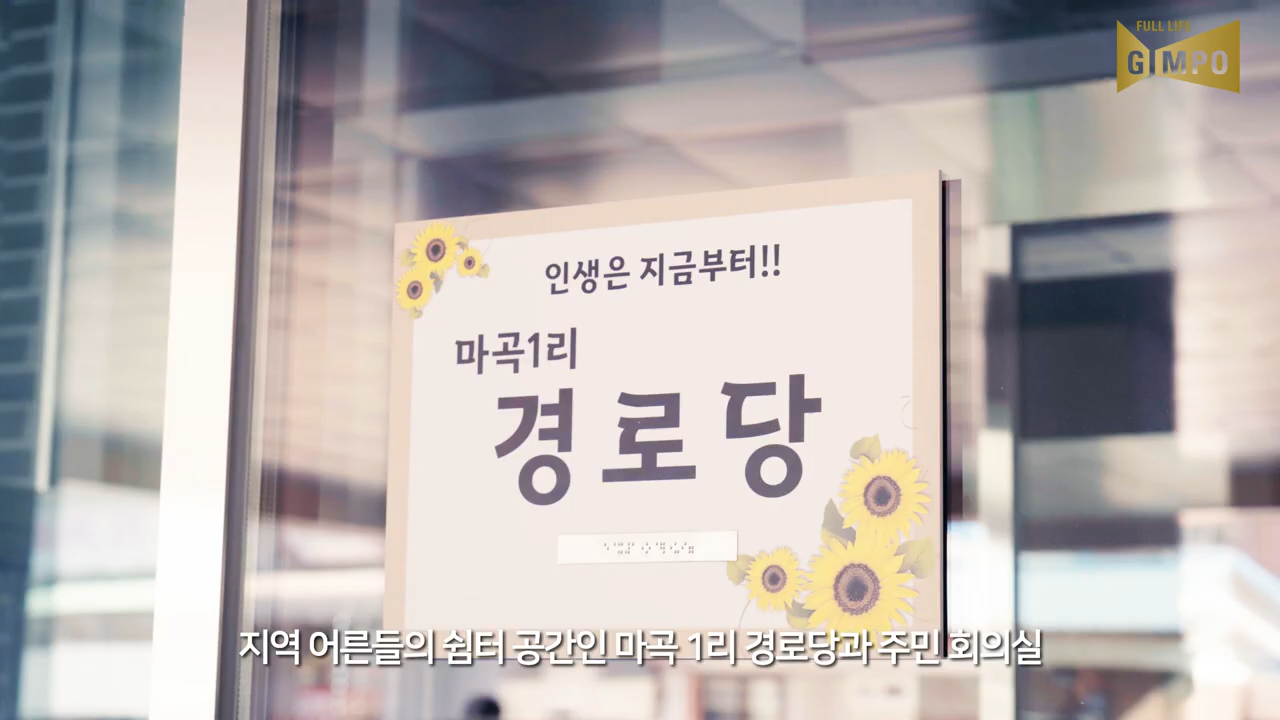 FULL LIFE
GIMPO
인생은 지금부터!!
마곡1리
경로당
지역 어른들의 쉼터 공간인 마곡 1리 경로당과 주민 회의실